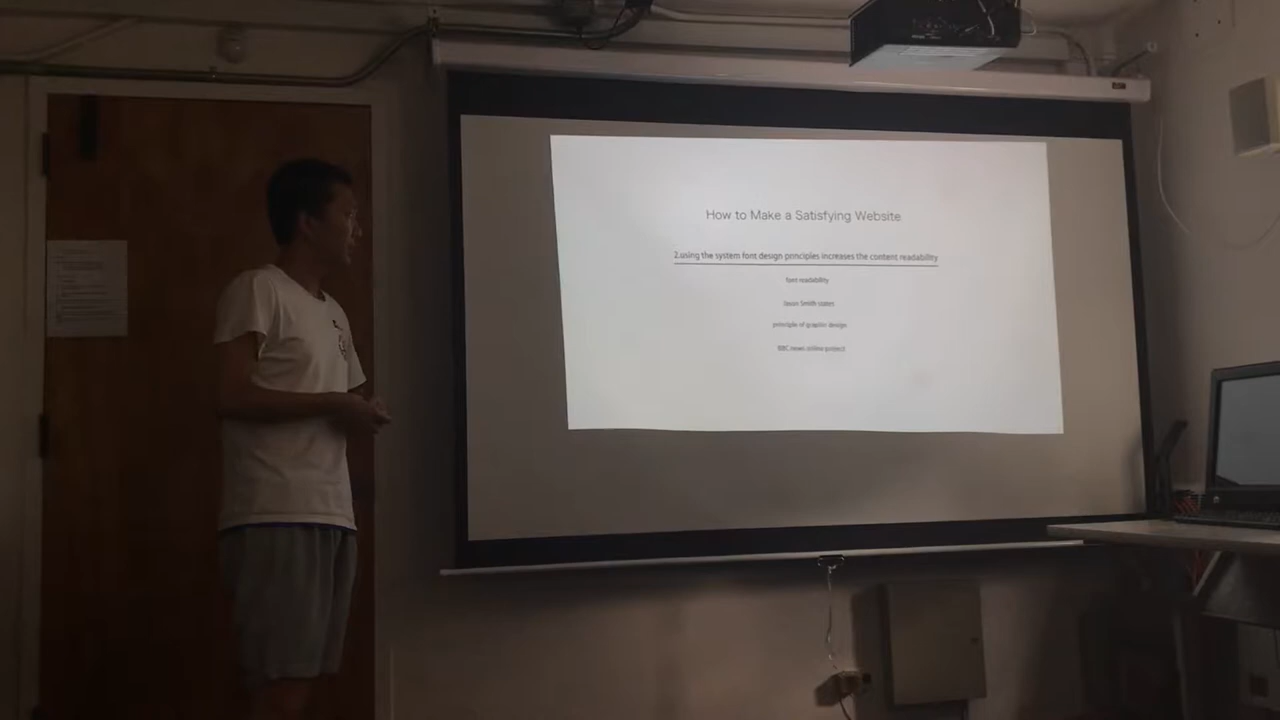 How to Make a Satisfying Website
2.using the system font design principles increases the content readability
font readability
Jason Smith states
principle of graphic design
BBC news online project